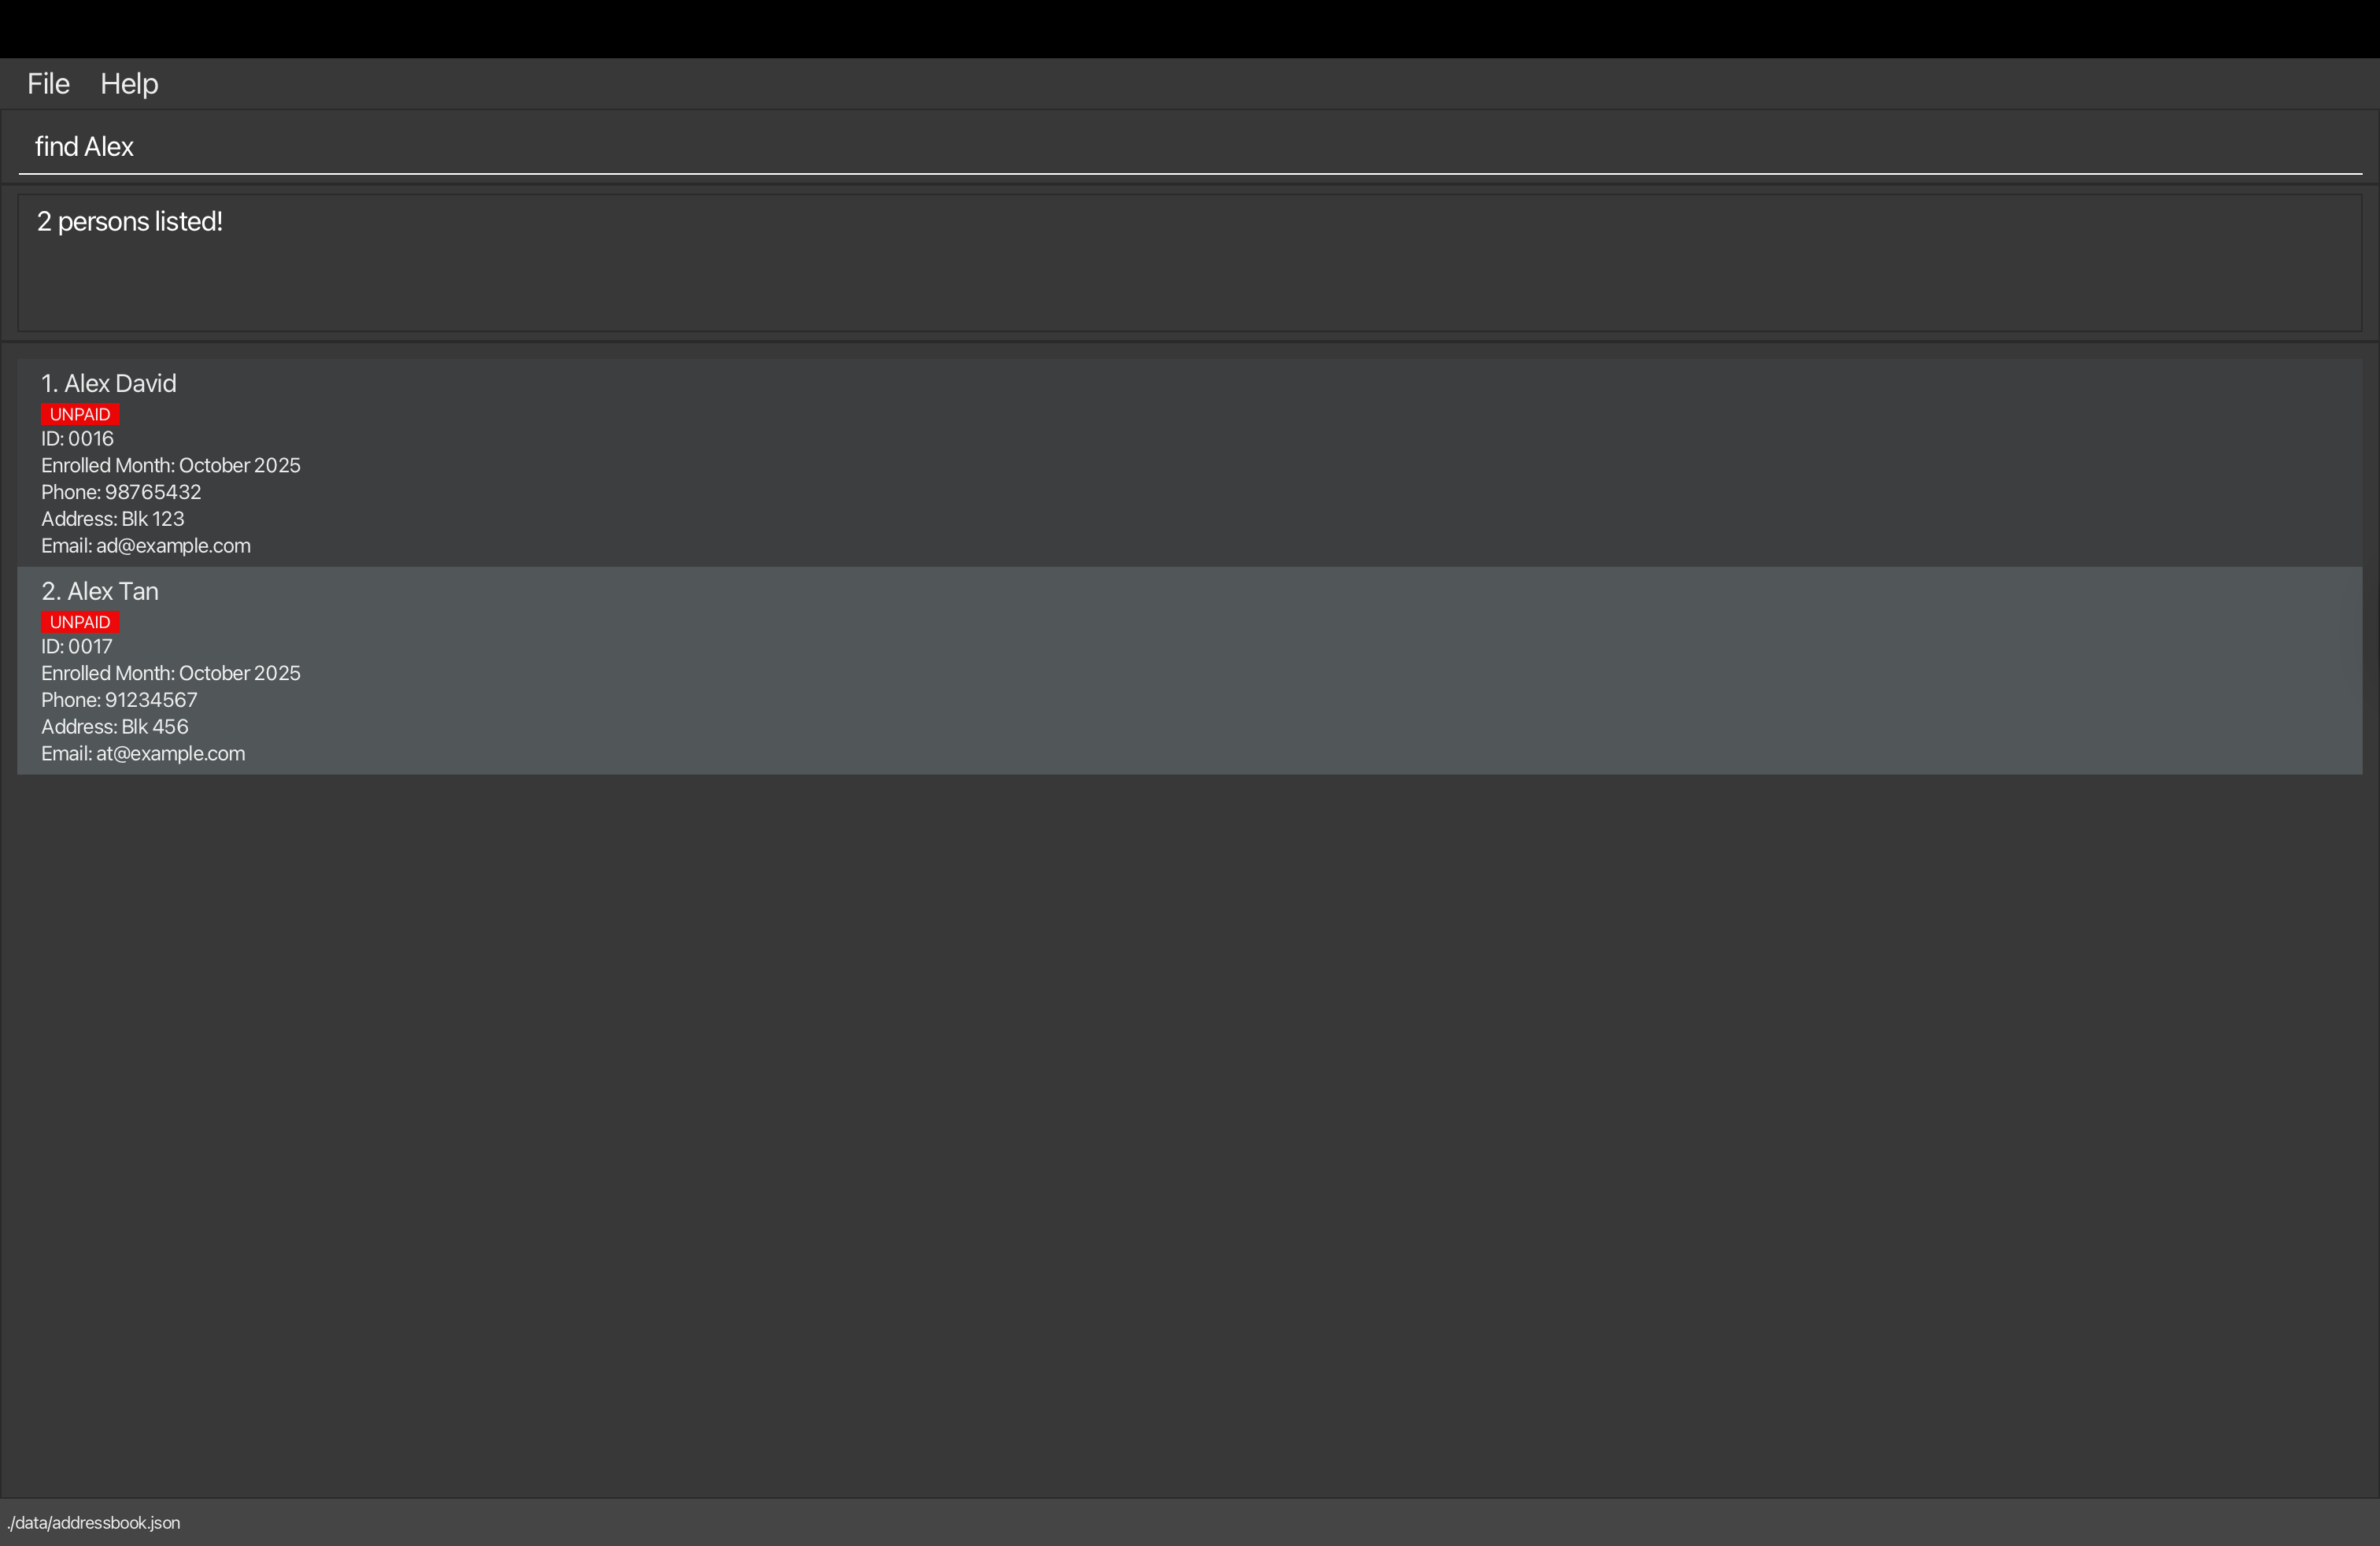 File Help
find Alex
2 persons listed!
1. Alex David
UNPAID
ID: 0016
Enrolled Month: October 2025
Phone: 98765432
Address: Blk 123
Email: ad@example.com
2. Alex Tan
UNPAID
ID: 0017
Enrolled Month: October 2025
Phone: 91234567
Address: Blk 456
Email: at@example.com
./data/addressbook.json